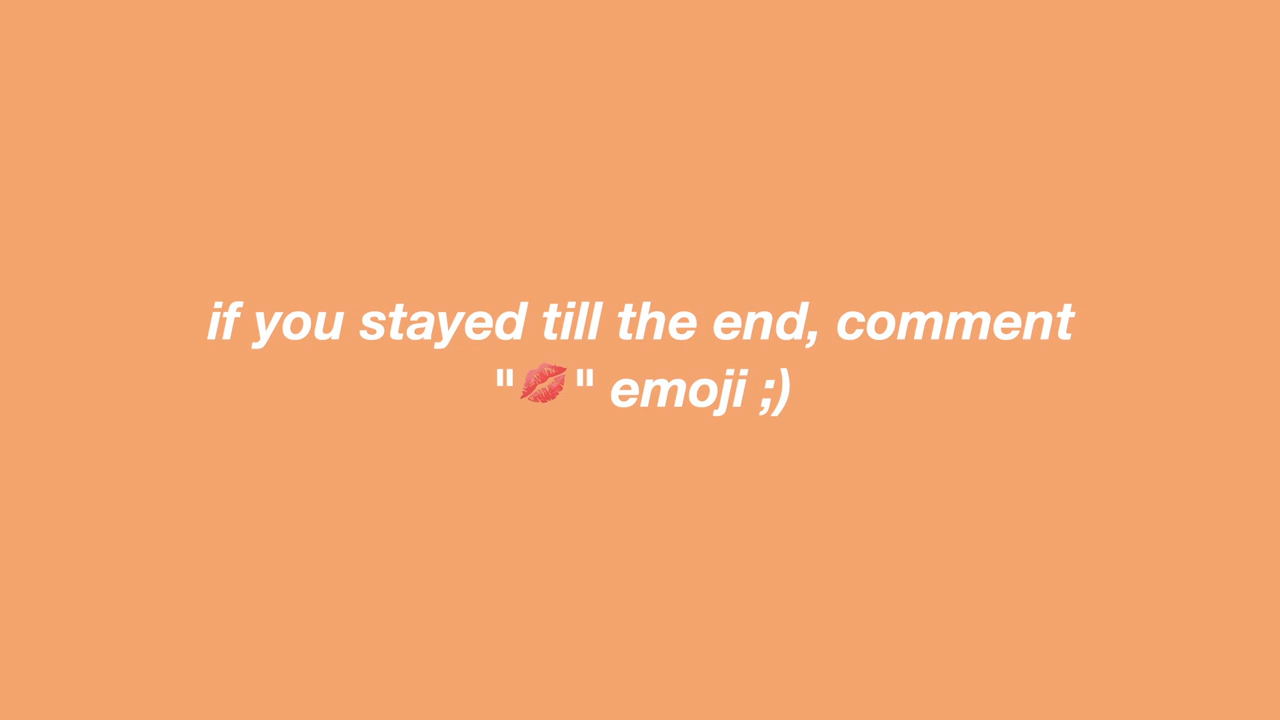 if you stayed till the end, comment
"💋" emoji ;)